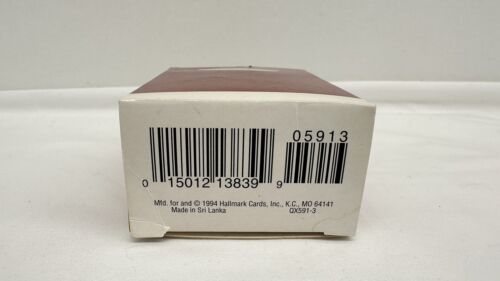 05913
0 15012 13839 9
Mfd. for and © 1994 Hallmark Cards, Inc., K.C., MO 64141
Made in Sri Lanka QX591-3